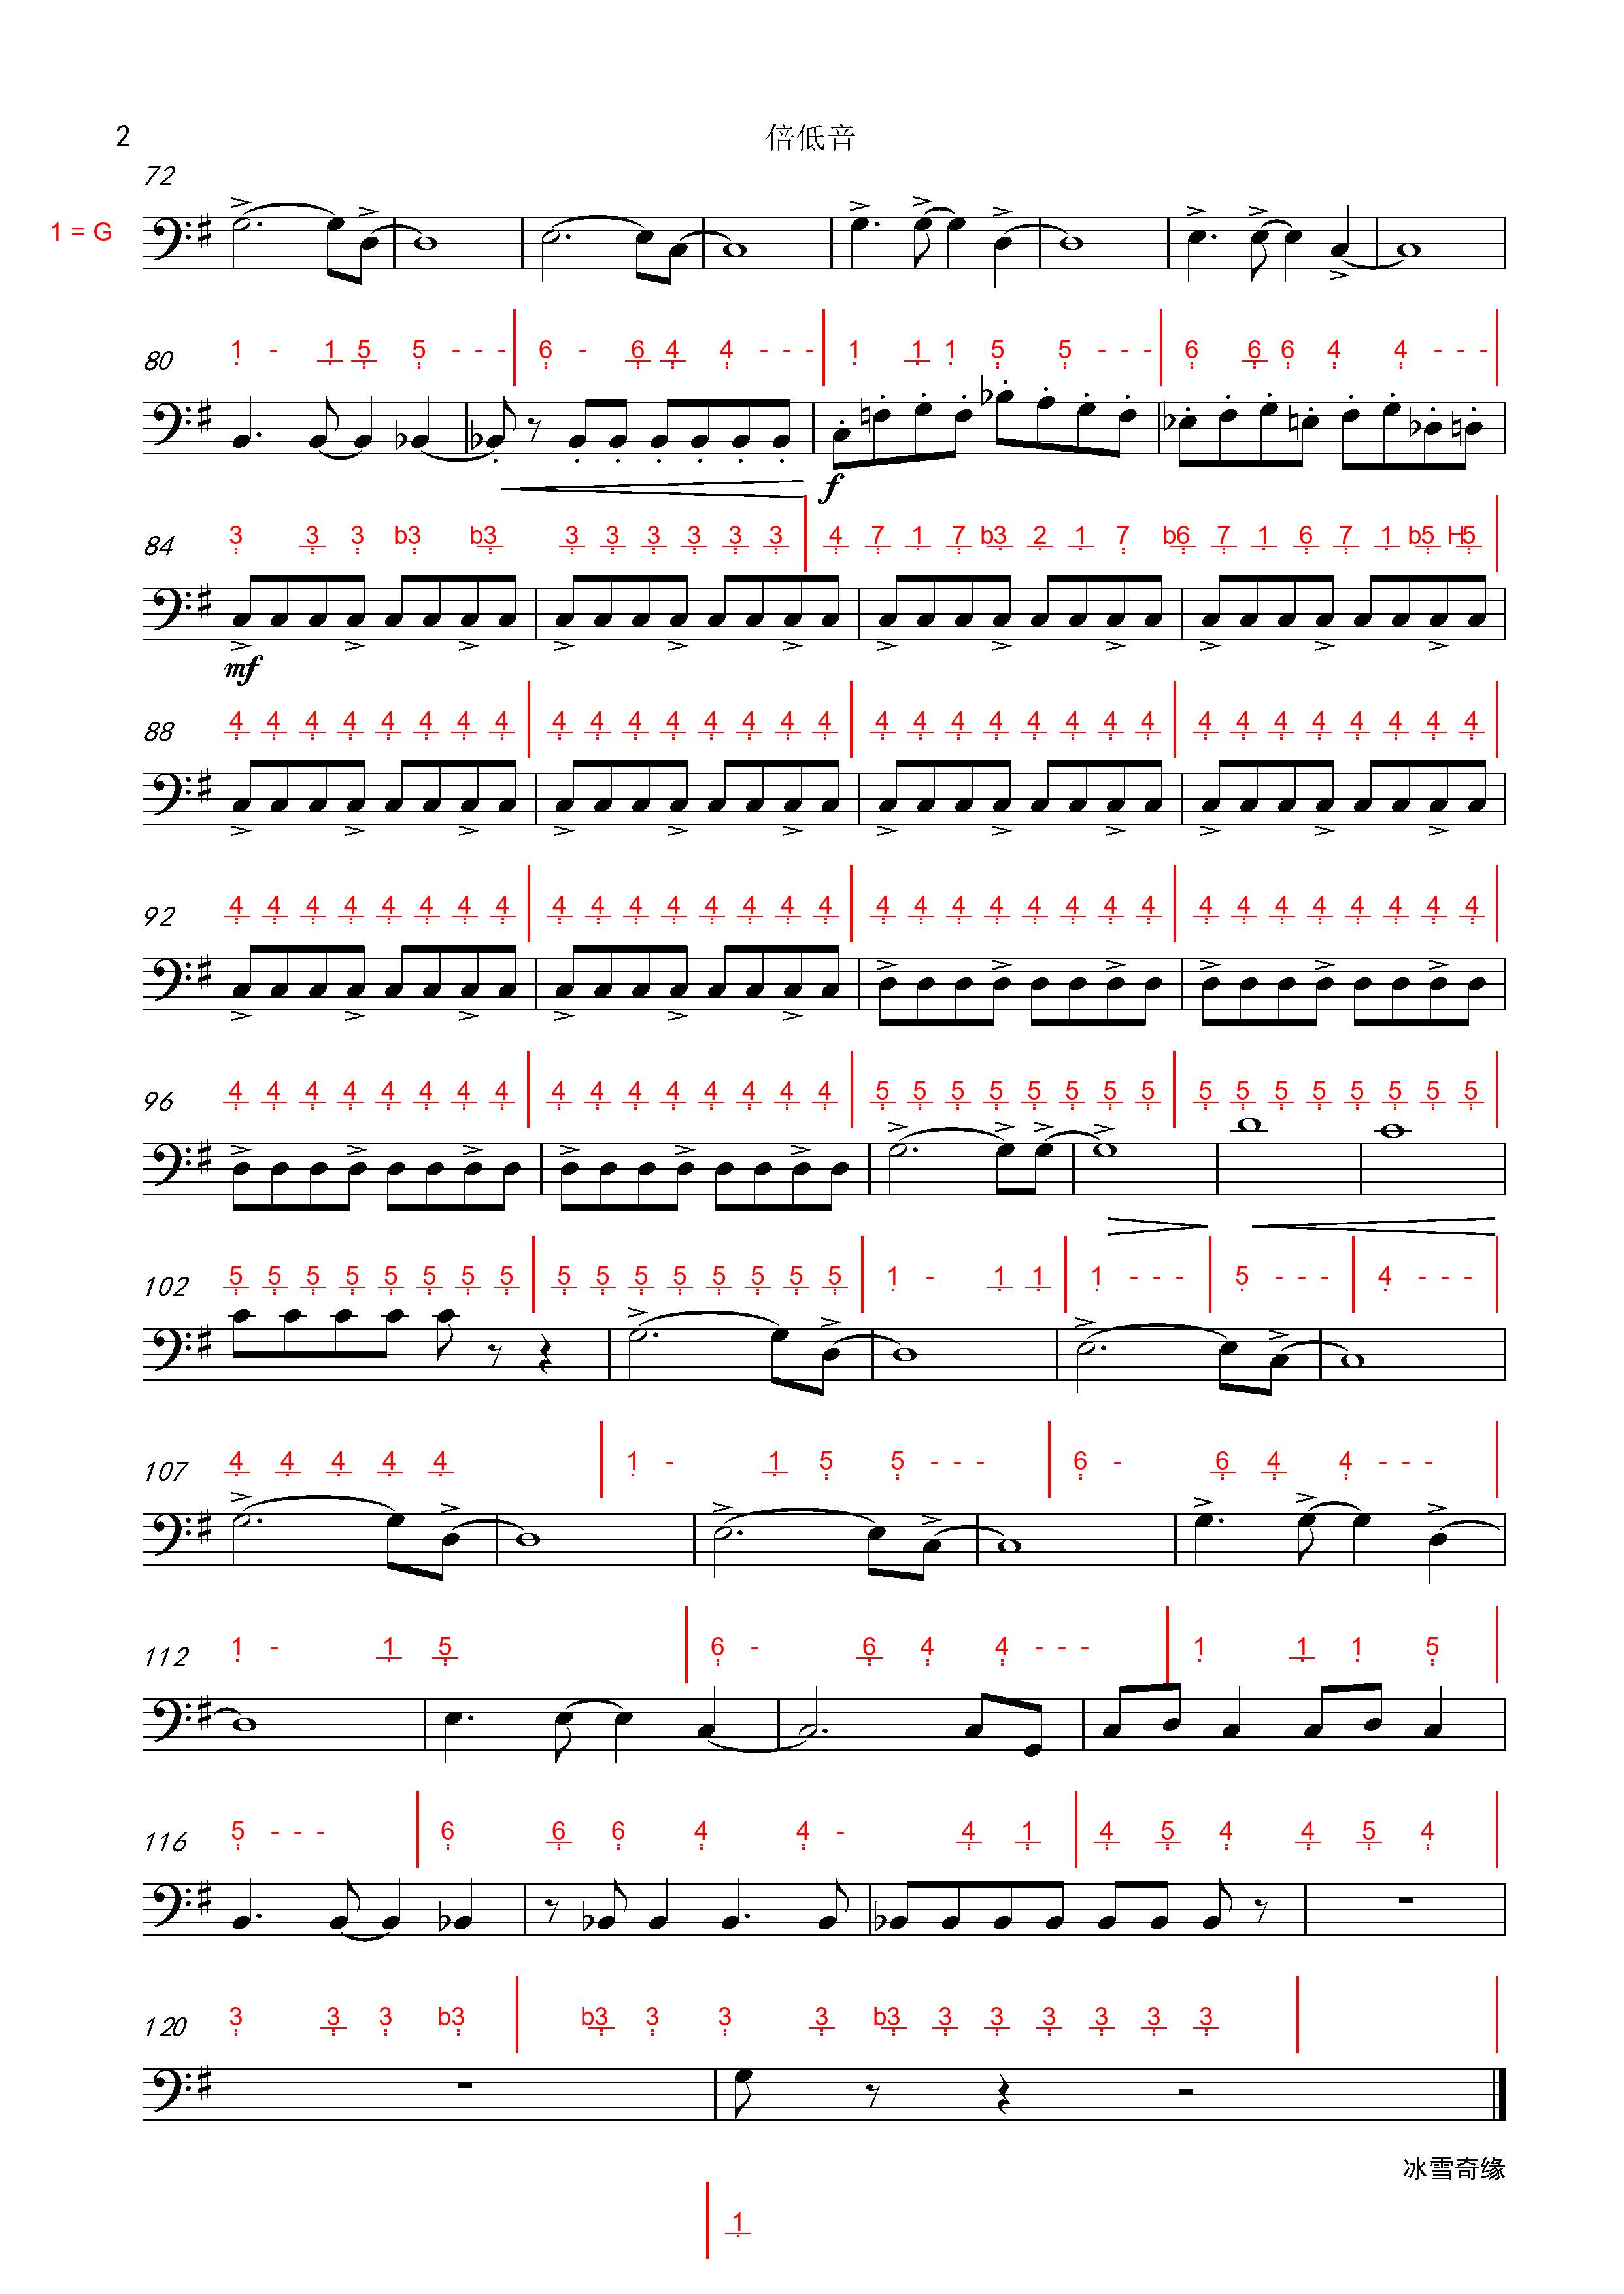 2
倍低音
72
1 = G
80 1 - 1 5 5 - - - 6 - 6 4 4 - - - 1 1 1 5 5 - - - 6 6 6 4 4 - - -
f
84 3 3 3 b3 b3 3 3 3 3 3 3 4 7 1 7 b3 2 1 7 b6 7 1 6 7 1 b5 H5
mf
88 4 4 4 4 4 4 4 4 4 4 4 4 4 4 4 4 4 4 4 4 4 4 4 4 4 4 4 4 4 4 4 4
92 4 4 4 4 4 4 4 4 4 4 4 4 4 4 4 4 4 4 4 4 4 4 4 4 4 4 4 4 4 4 4 4
96 4 4 4 4 4 4 4 4 4 4 4 4 4 4 4 4 5 5 5 5 5 5 5 5 5 5 5 5 5 5 5 5
102 5 5 5 5 5 5 5 5 5 5 5 5 5 5 5 5 1 - 1 1 1 - - - 5 - - - 4 - - -
107 4 4 4 4 4 1 - 1 5 5 - - - 6 - 6 4 4 - - -
112 1 - 1 5 6 - 6 4 4 - - - 1 1 1 5
116 5 - - - 6 6 6 4 4 - 4 1 4 5 4 4 5 4
120 3 3 3 b3 b3 3 3 3 b3 3 3 3 3 3 3
冰雪奇缘
1